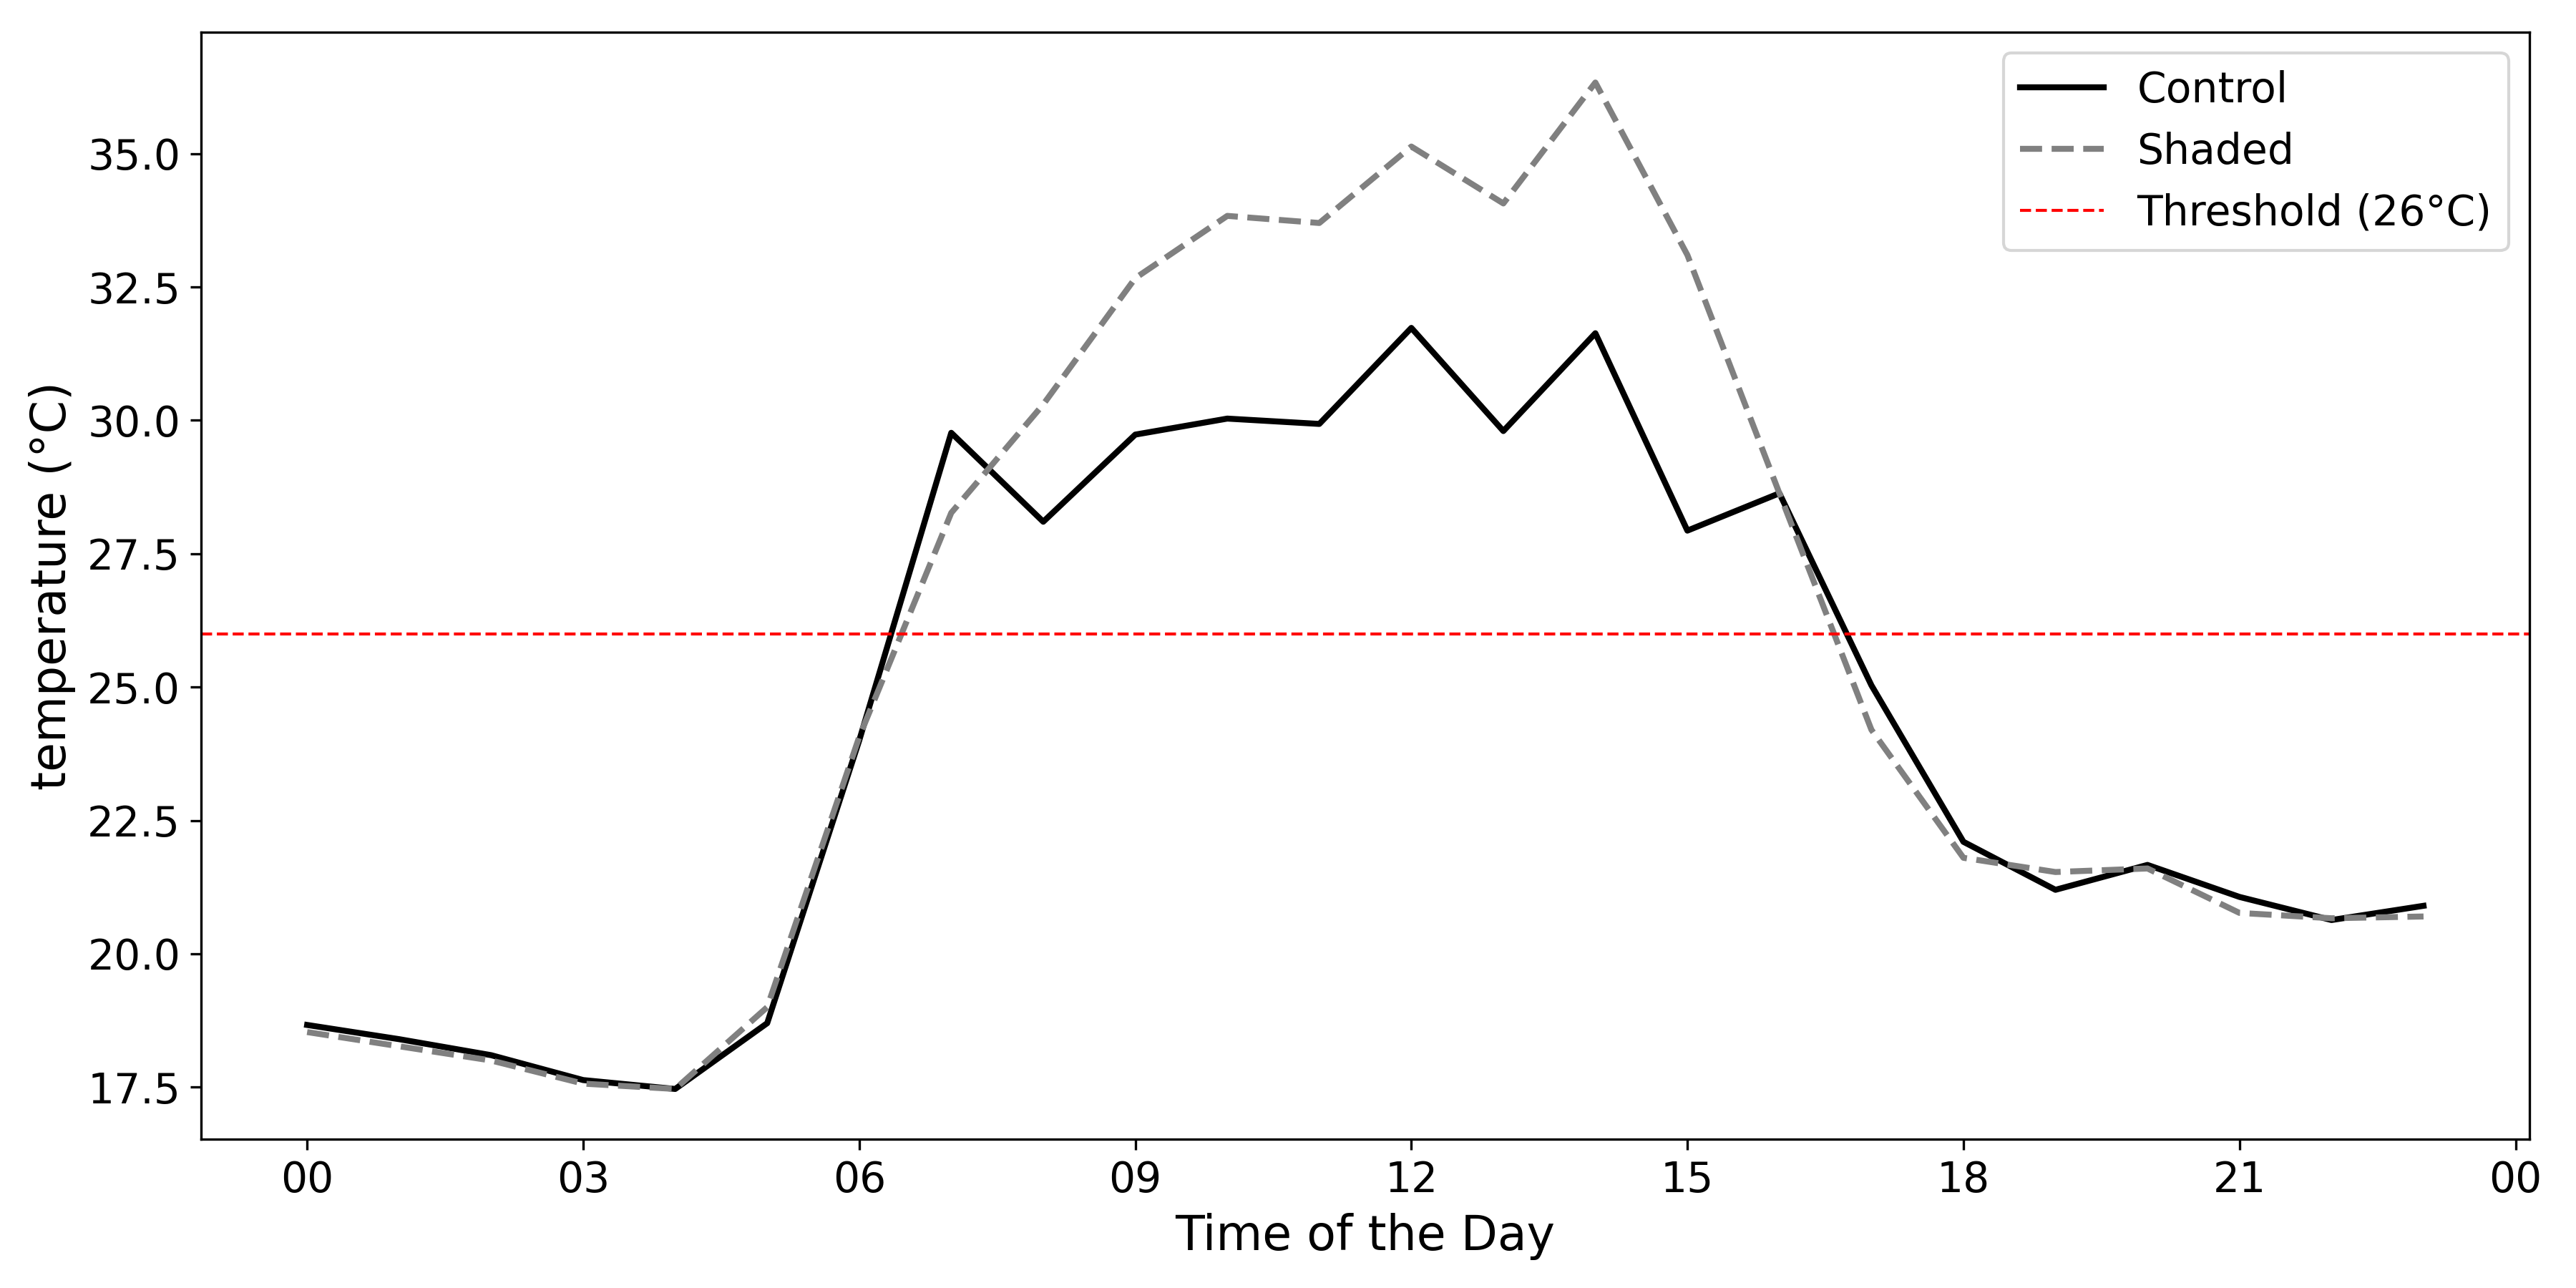 Control
Shaded
Threshold (26°C)
35.0
32.5
30.0
27.5
25.0
22.5
20.0
17.5
temperature (°C)
00 03 06 09 12 15 18 21 00
Time of the Day